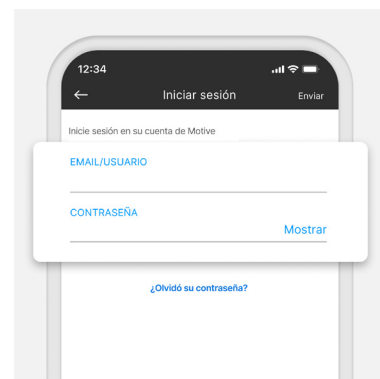 12:34
Iniciar sesión
Enviar
Inicie sesión en su cuenta de Motive
EMAIL/USUARIO
CONTRASEÑA
Mostrar
¿Olvidó su contraseña?